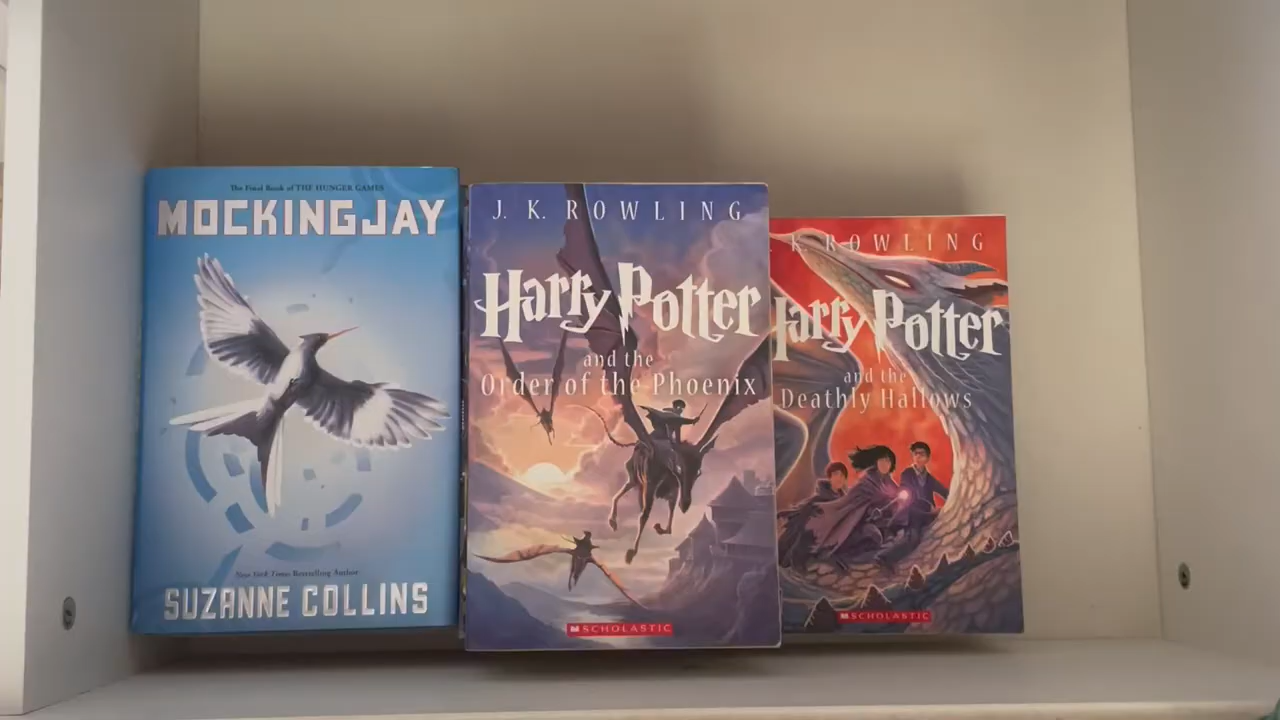 The Final Book of THE HUNGER GAMES
MOCKINGJAY
New York Times Bestselling Author
SUZANNE COLLINS
J. K. ROWLING
Harry Potter
and the
Order of the Phoenix
SCHOLASTIC
K. ROWLING
Harry Potter
and the
Deathly Hallows
SCHOLASTIC